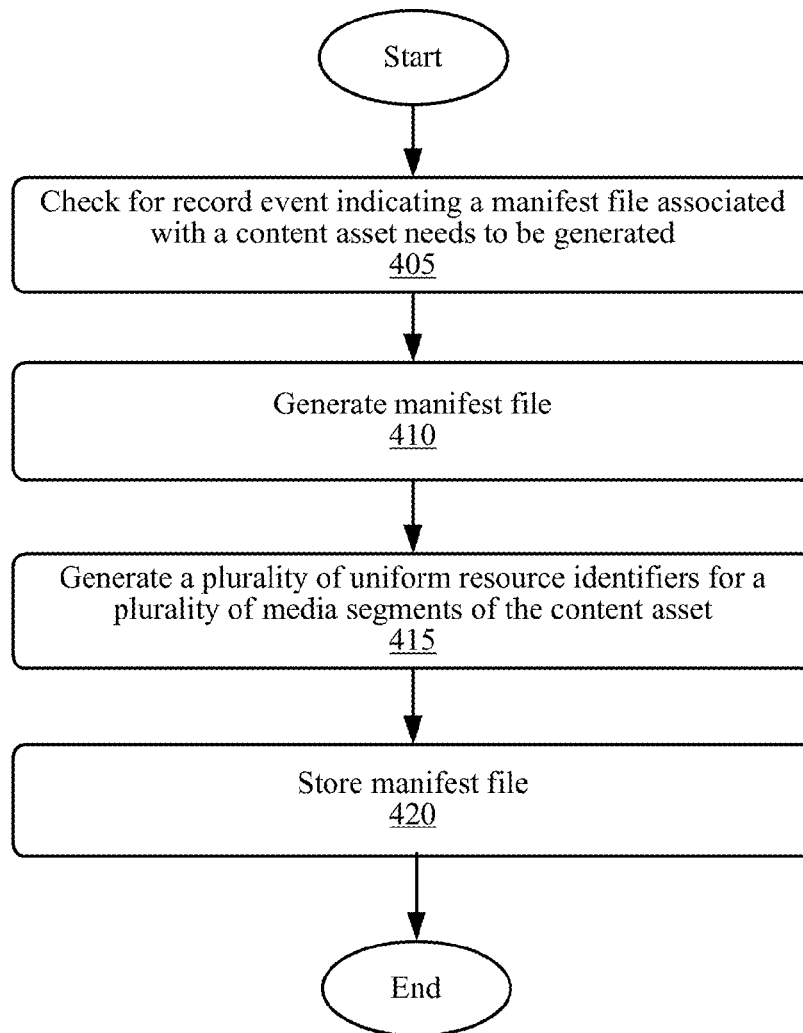 Start
Check for record event indicating a manifest file associated
with a content asset needs to be generated
405
Generate manifest file
410
Generate a plurality of uniform resource identifiers for a
plurality of media segments of the content asset
415
Store manifest file
420
End